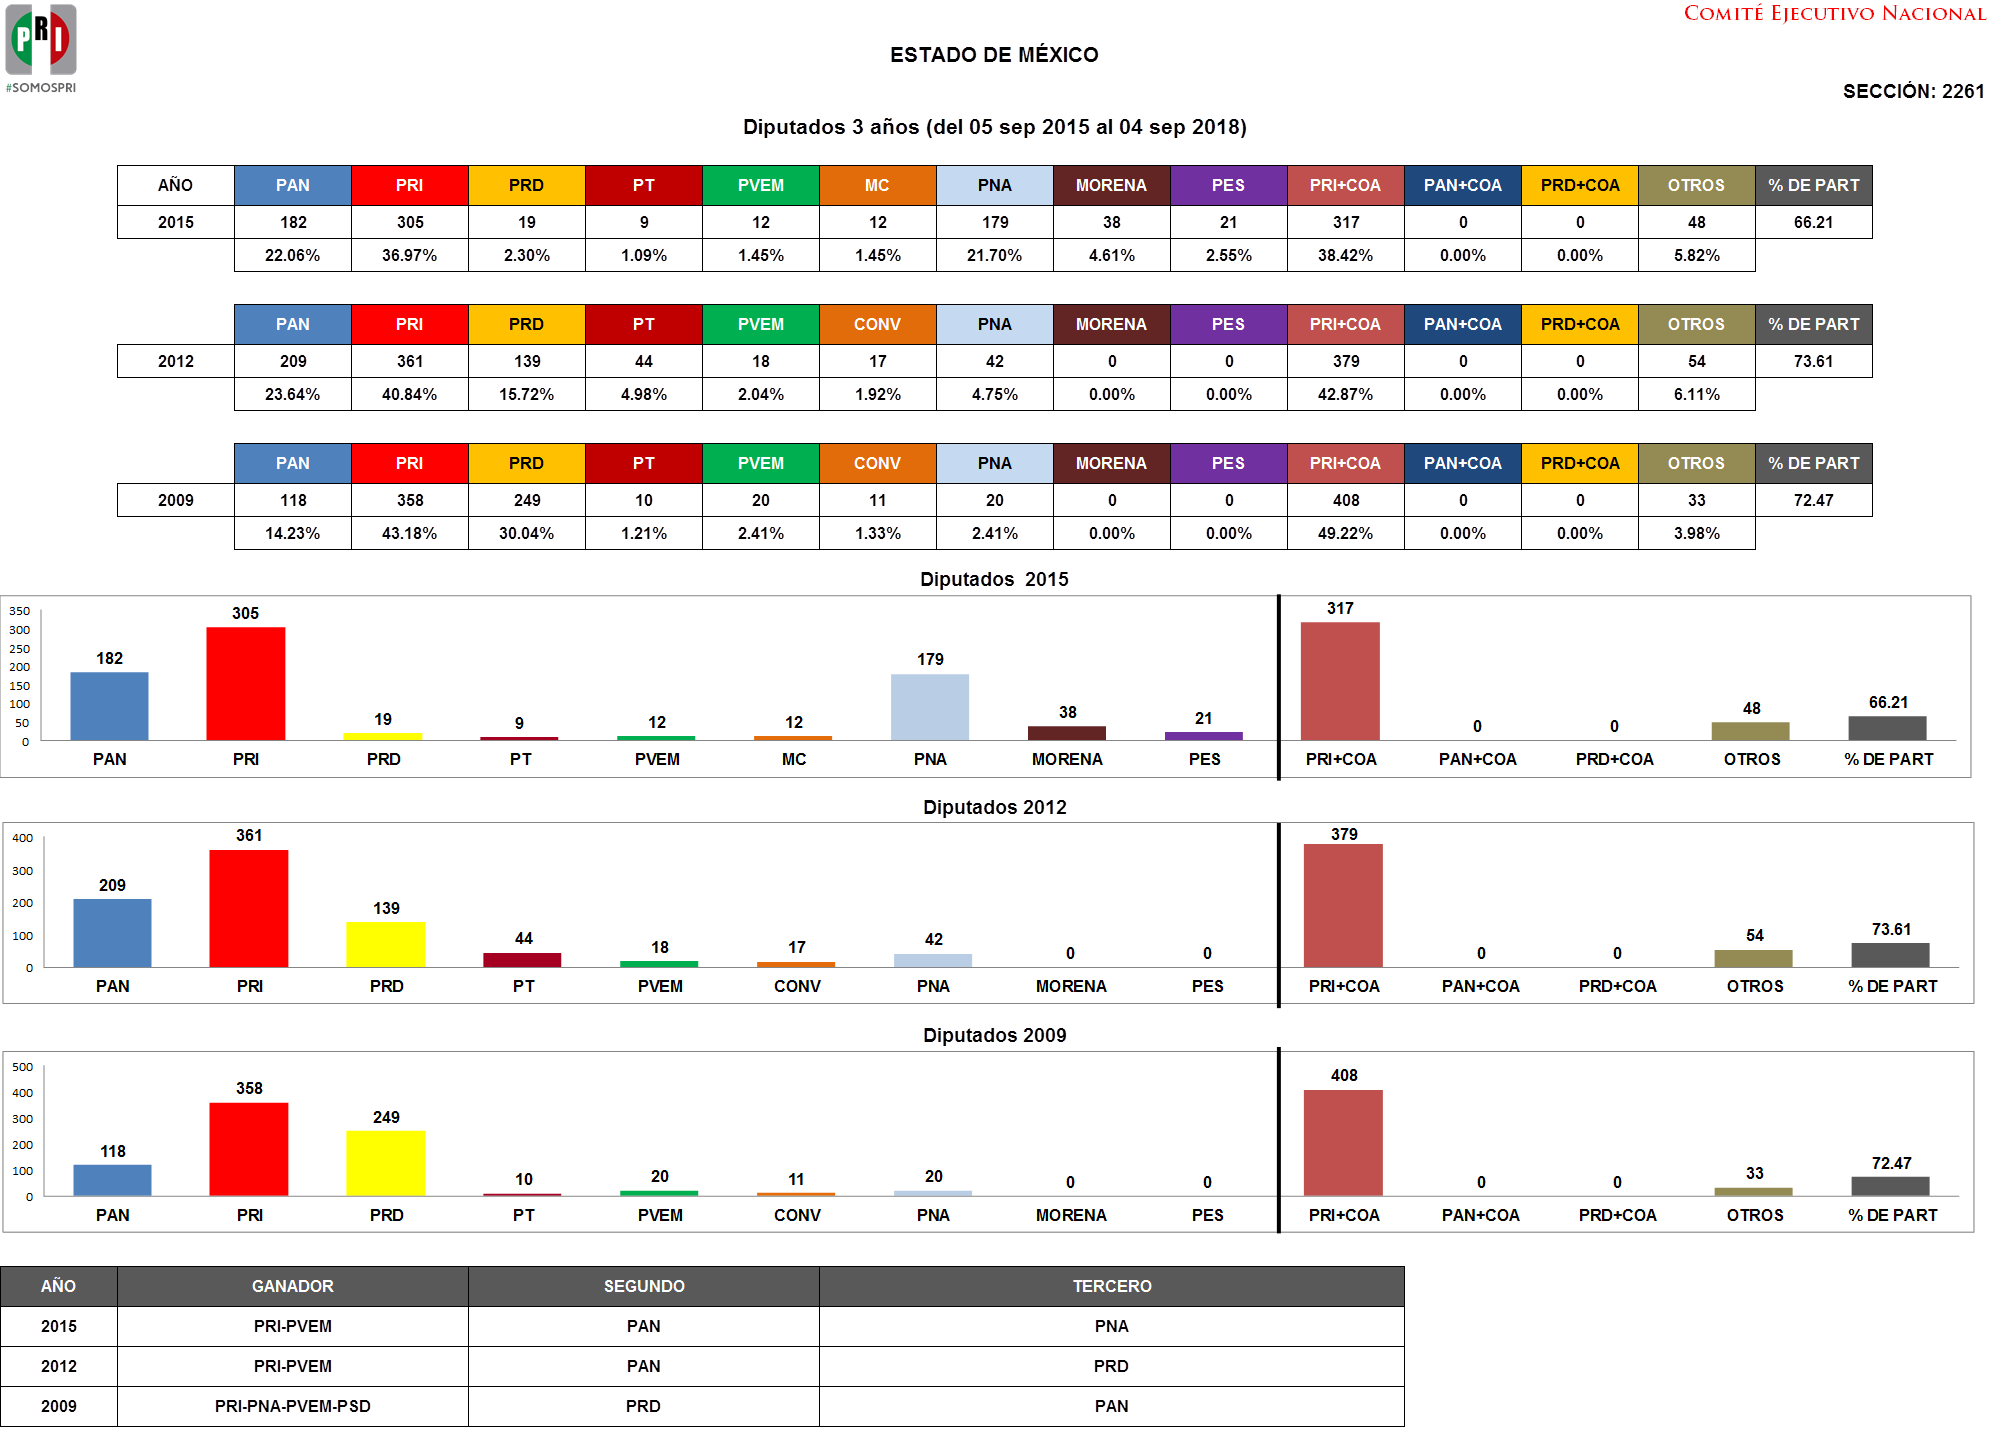 PRI
#SOMOSPRI
COMITÉ EJECUTIVO NACIONAL
ESTADO DE MÉXICO
SECCIÓN: 2261
Diputados 3 años (del 05 sep 2015 al 04 sep 2018)
AÑO PAN PRI PRD PT PVEM MC PNA MORENA PES PRI+COA PAN+COA PRD+COA OTROS % DE PART
2015 182 305 19 9 12 12 179 38 21 317 0 0 48 66.21
22.06% 36.97% 2.30% 1.09% 1.45% 1.45% 21.70% 4.61% 2.55% 38.42% 0.00% 0.00% 5.82%
PAN PRI PRD PT PVEM CONV PNA MORENA PES PRI+COA PAN+COA PRD+COA OTROS % DE PART
2012 209 361 139 44 18 17 42 0 0 379 0 0 54 73.61
23.64% 40.84% 15.72% 4.98% 2.04% 1.92% 4.75% 0.00% 0.00% 42.87% 0.00% 0.00% 6.11%
PAN PRI PRD PT PVEM CONV PNA MORENA PES PRI+COA PAN+COA PRD+COA OTROS % DE PART
2009 118 358 249 10 20 11 20 0 0 408 0 0 33 72.47
14.23% 43.18% 30.04% 1.21% 2.41% 1.33% 2.41% 0.00% 0.00% 49.22% 0.00% 0.00% 3.98%
Diputados 2015
350
300
250
200
150
100
50
0
182 305 19 9 12 12 179 38 21 317 0 0 48 66.21
PAN PRI PRD PT PVEM MC PNA MORENA PES PRI+COA PAN+COA PRD+COA OTROS % DE PART
Diputados 2012
400
300
200
100
0
209 361 139 44 18 17 42 0 0 379 0 0 54 73.61
PAN PRI PRD PT PVEM CONV PNA MORENA PES PRI+COA PAN+COA PRD+COA OTROS % DE PART
Diputados 2009
500
400
300
200
100
0
118 358 249 10 20 11 20 0 0 408 0 0 33 72.47
PAN PRI PRD PT PVEM CONV PNA MORENA PES PRI+COA PAN+COA PRD+COA OTROS % DE PART
AÑO GANADOR SEGUNDO TERCERO
2015 PRI-PVEM PAN PNA
2012 PRI-PVEM PAN PRD
2009 PRI-PNA-PVEM-PSD PRD PAN